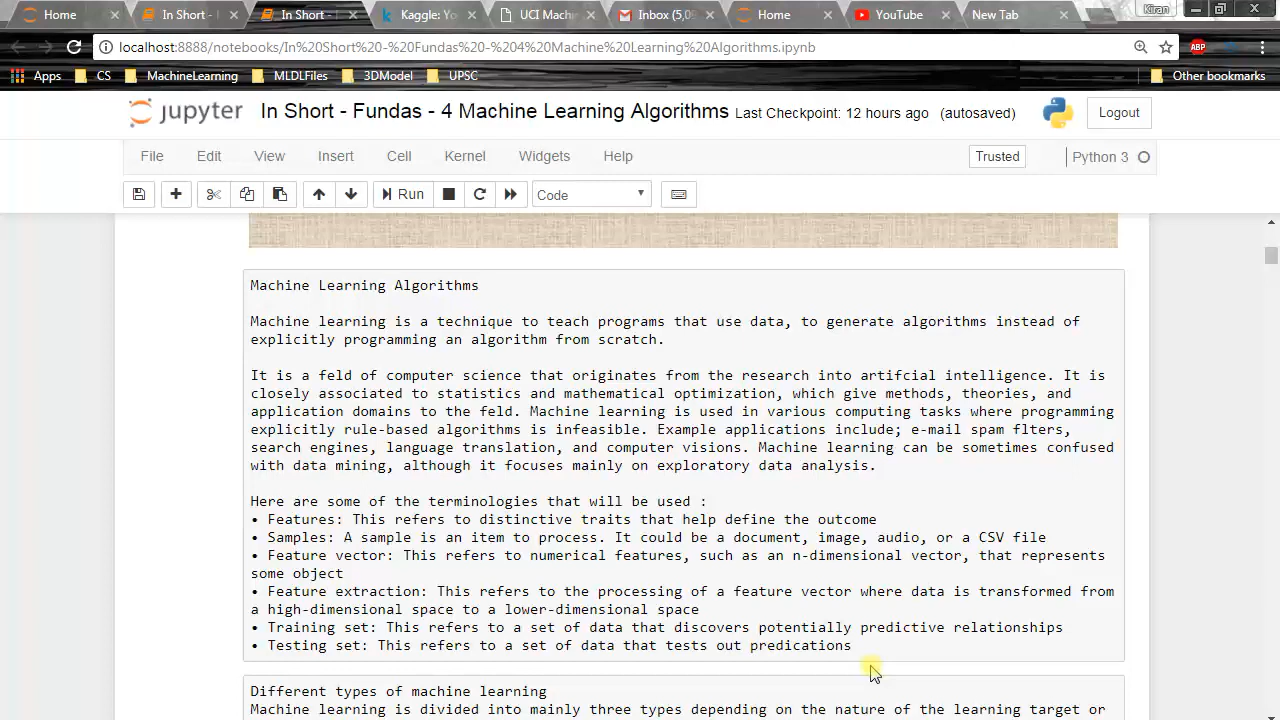 In Short -
In Short -
Home
Kaggle: Yo
UCI Machi
Inbox (5,0
Home
YouTube
New Tab
Kiran
localhost:8888/notebooks/In%20Short%20-%20Fundas%20-%204%20Machine%20Learning%20Algorithms.ipynb
ABP
Apps CS MachineLearning MLDLFiles 3DModel UPSC Other bookmarks
jupyter In Short - Fundas - 4 Machine Learning Algorithms Last Checkpoint: 12 hours ago (autosaved) Logout
File Edit View Insert Cell Kernel Widgets Help Trusted Python 3
Run Code
Machine Learning Algorithms
Machine learning is a technique to teach programs that use data, to generate algorithms instead of
explicitly programming an algorithm from scratch.
It is a feld of computer science that originates from the research into artifcial intelligence. It is
closely associated to statistics and mathematical optimization, which give methods, theories, and
application domains to the feld. Machine learning is used in various computing tasks where programming
explicitly rule-based algorithms is infeasible. Example applications include; e-mail spam flters,
search engines, language translation, and computer visions. Machine learning can be sometimes confused
with data mining, although it focuses mainly on exploratory data analysis.
Here are some of the terminologies that will be used :
• Features: This refers to distinctive traits that help define the outcome
• Samples: A sample is an item to process. It could be a document, image, audio, or a CSV file
• Feature vector: This refers to numerical features, such as an n-dimensional vector, that represents
some object
• Feature extraction: This refers to the processing of a feature vector where data is transformed from
a high-dimensional space to a lower-dimensional space
• Training set: This refers to a set of data that discovers potentially predictive relationships
• Testing set: This refers to a set of data that tests out predications
Different types of machine learning
Machine learning is divided into mainly three types depending on the nature of the learning target or